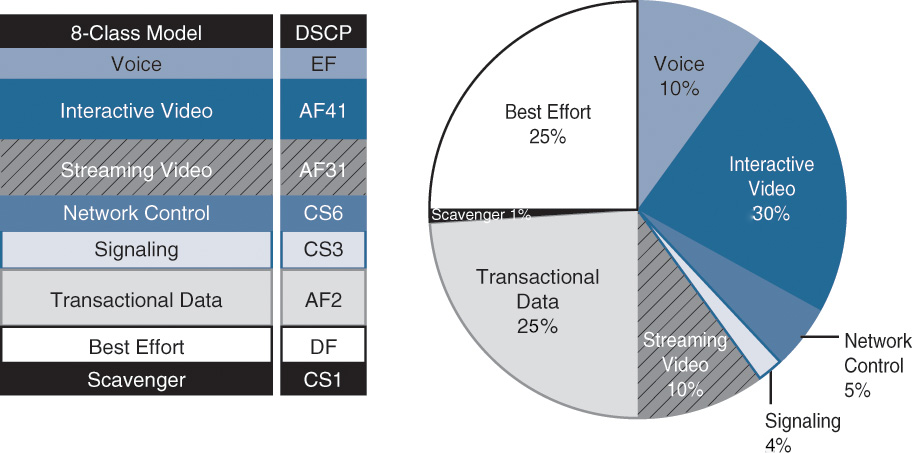 8-Class Model DSCP
Voice EF
Interactive Video AF41
Streaming Video AF31
Network Control CS6
Signaling CS3
Transactional Data AF2
Best Effort DF
Scavenger CS1
Voice
10%
Best Effort
25%
Interactive
Video
30%
Scavenger 1%
Transactional
Data
25%
Streaming
Video
10%
Network
Control
5%
Signaling
4%